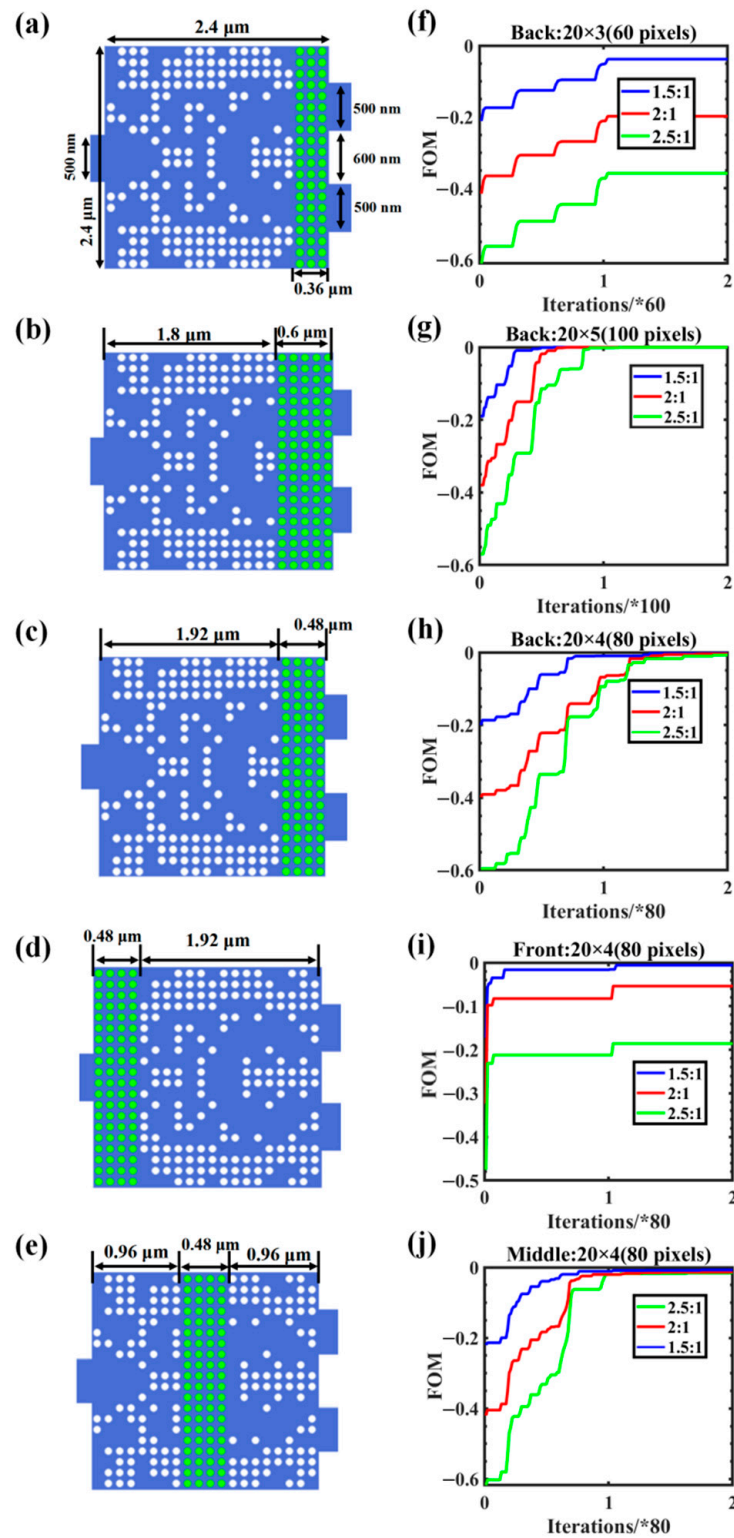 (a)
2.4 μm
500 nm
600 nm
500 nm
500 nm
2.4 μm
0.36 μm
(f)
Back:20×3(60 pixels)
0
−0.2
−0.4
−0.6
FOM
1.5:1
2:1
2.5:1
0 1 2
Iterations/*60
(b)
1.8 μm
0.6 μm
(g)
Back:20×5(100 pixels)
0
−0.2
−0.4
−0.6
FOM
1.5:1
2:1
2.5:1
0 1 2
Iterations/*100
(c)
1.92 μm
0.48 μm
(h)
Back:20×4(80 pixels)
0
−0.2
−0.4
−0.6
FOM
1.5:1
2:1
2.5:1
0 1 2
Iterations/*80
(d)
0.48 μm
1.92 μm
(i)
Front:20×4(80 pixels)
0
−0.1
−0.2
−0.3
−0.4
−0.5
FOM
1.5:1
2:1
2.5:1
0 1 2
Iterations/*80
(e)
0.96 μm
0.48 μm
0.96 μm
(j)
Middle:20×4(80 pixels)
0
−0.2
−0.4
−0.6
FOM
2.5:1
2:1
1.5:1
0 1 2
Iterations/*80